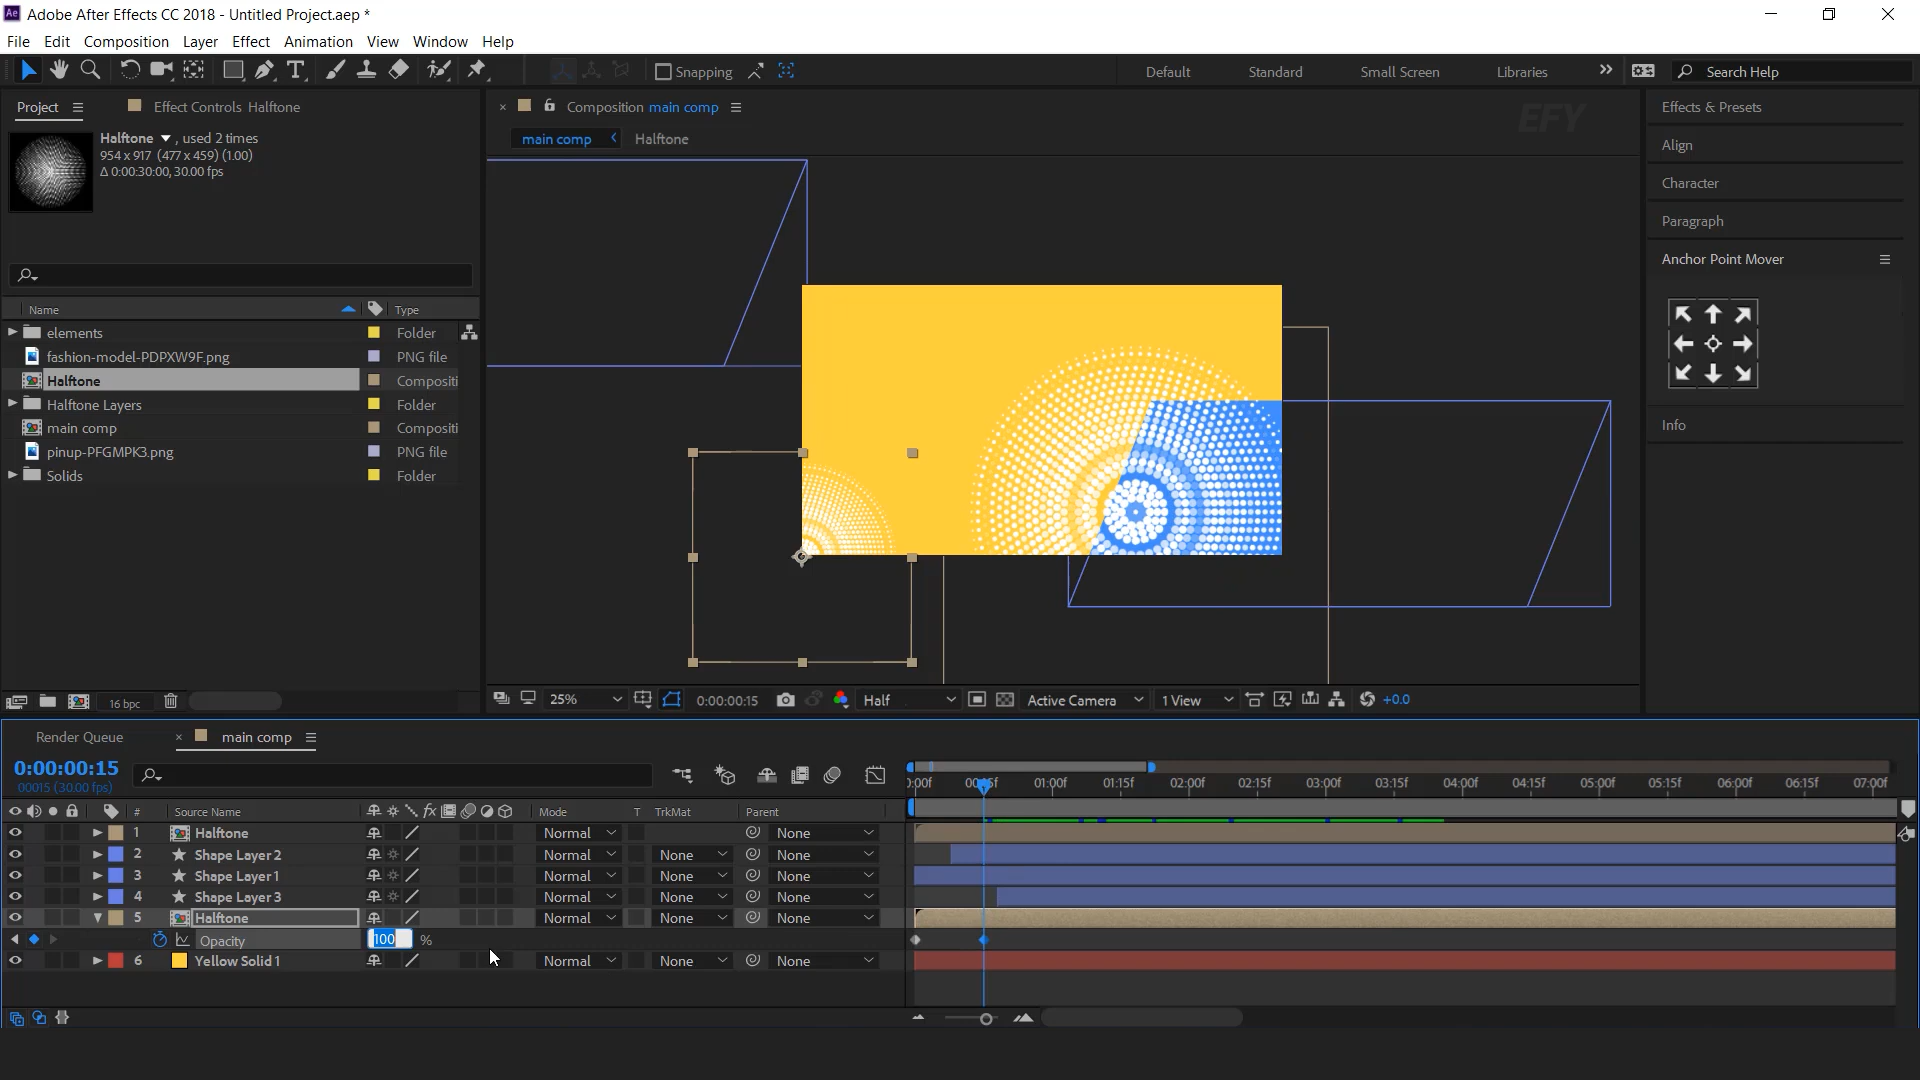 Ae Adobe After Effects CC 2018 - Untitled Project.aep *
File Edit Composition Layer Effect Animation View Window Help
T Snapping Default Standard Small Screen Libraries Search Help
Project Effect Controls Halftone Composition main comp Effects & Presets
EFY
Halftone , used 2 times
954 x 917 (477 x 459) (1.00)
Δ 0:00:30:00, 30.00 fps
main comp Halftone
Align
Character
Paragraph
Anchor Point Mover
Info
Name Type
elements Folder
fashion-model-PDPXW9F.png PNG file
Halftone Compositi
Halftone Layers Folder
main comp Compositi
pinup-PFGMPK3.png PNG file
Solids Folder
16 bpc 25% 0:00:00:15 Half Active Camera 1 View +0.0
Render Queue main comp
0:00:00:15
00015 (30.00 fps)
:00f 00:15f 01:00f 01:15f 02:00f 02:15f 03:00f 03:15f 04:00f 04:15f 05:00f 05:15f 06:00f 06:15f 07:00f
# Source Name fx Mode T TrkMat Parent
1 Halftone Normal None
2 Shape Layer 2 Normal None None
3 Shape Layer 1 Normal None None
4 Shape Layer 3 Normal None None
5 Halftone Normal None None
Opacity 100 %
6 Yellow Solid 1 Normal None None